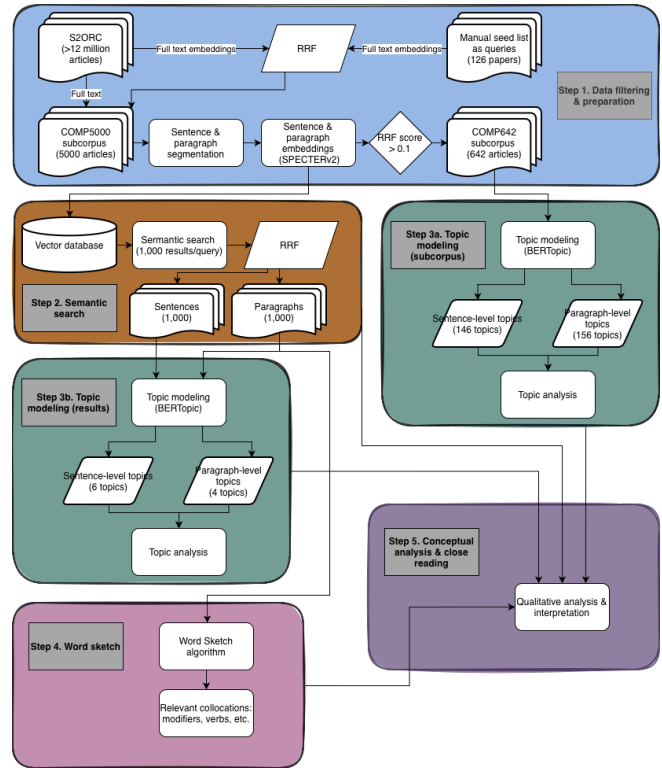 S2ORC
(>12 million
articles)
Full text embeddings
RRF
Full text embeddings
Manual seed list
as queries
(126 papers)
Step 1. Data filtering
& preparation
Full text
COMP5000
subcorpus
(5000 articles)
Sentence &
paragraph
segmentation
Sentence &
paragraph
embeddings
(SPECTERv2)
RRF score
> 0.1
COMP642
subcorpus
(642 articles)
Vector database
Semantic search
(1,000 results/query)
RRF
Step 2. Semantic
search
Sentences
(1,000)
Paragraphs
(1,000)
Step 3a. Topic
modeling
(subcorpus)
Topic modeling
(BERTopic)
Sentence-level topics
(146 topics)
Paragraph-level
topics
(156 topics)
Topic analysis
Step 3b. Topic
modeling (results)
Topic modeling
(BERTopic)
Sentence-level topics
(6 topics)
Paragraph-level
topics
(4 topics)
Topic analysis
Step 5. Conceptual
analysis & close
reading
Qualitative analysis &
interpretation
Step 4. Word sketch
Word Sketch
algorithm
Relevant collocations:
modifiers, verbs, etc.